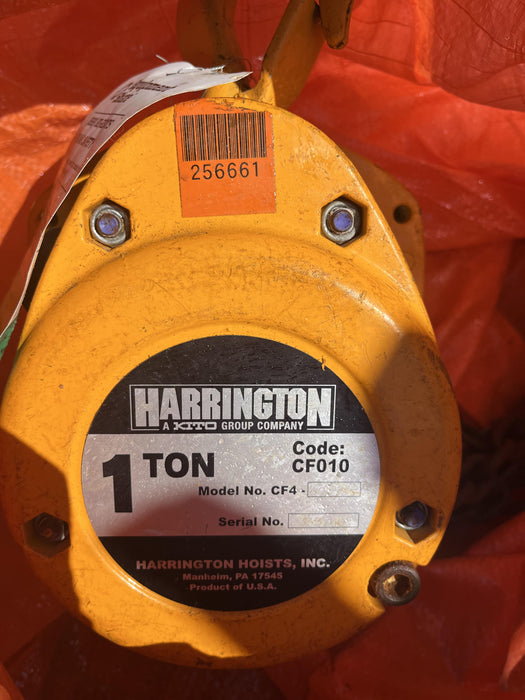 256661
HARRINGTON
A KITO GROUP COMPANY
1 TON
Code:
CF010
Model No. CF4 -
Serial No.
HARRINGTON HOISTS, INC.
Manheim, PA 17545
Product of U.S.A.